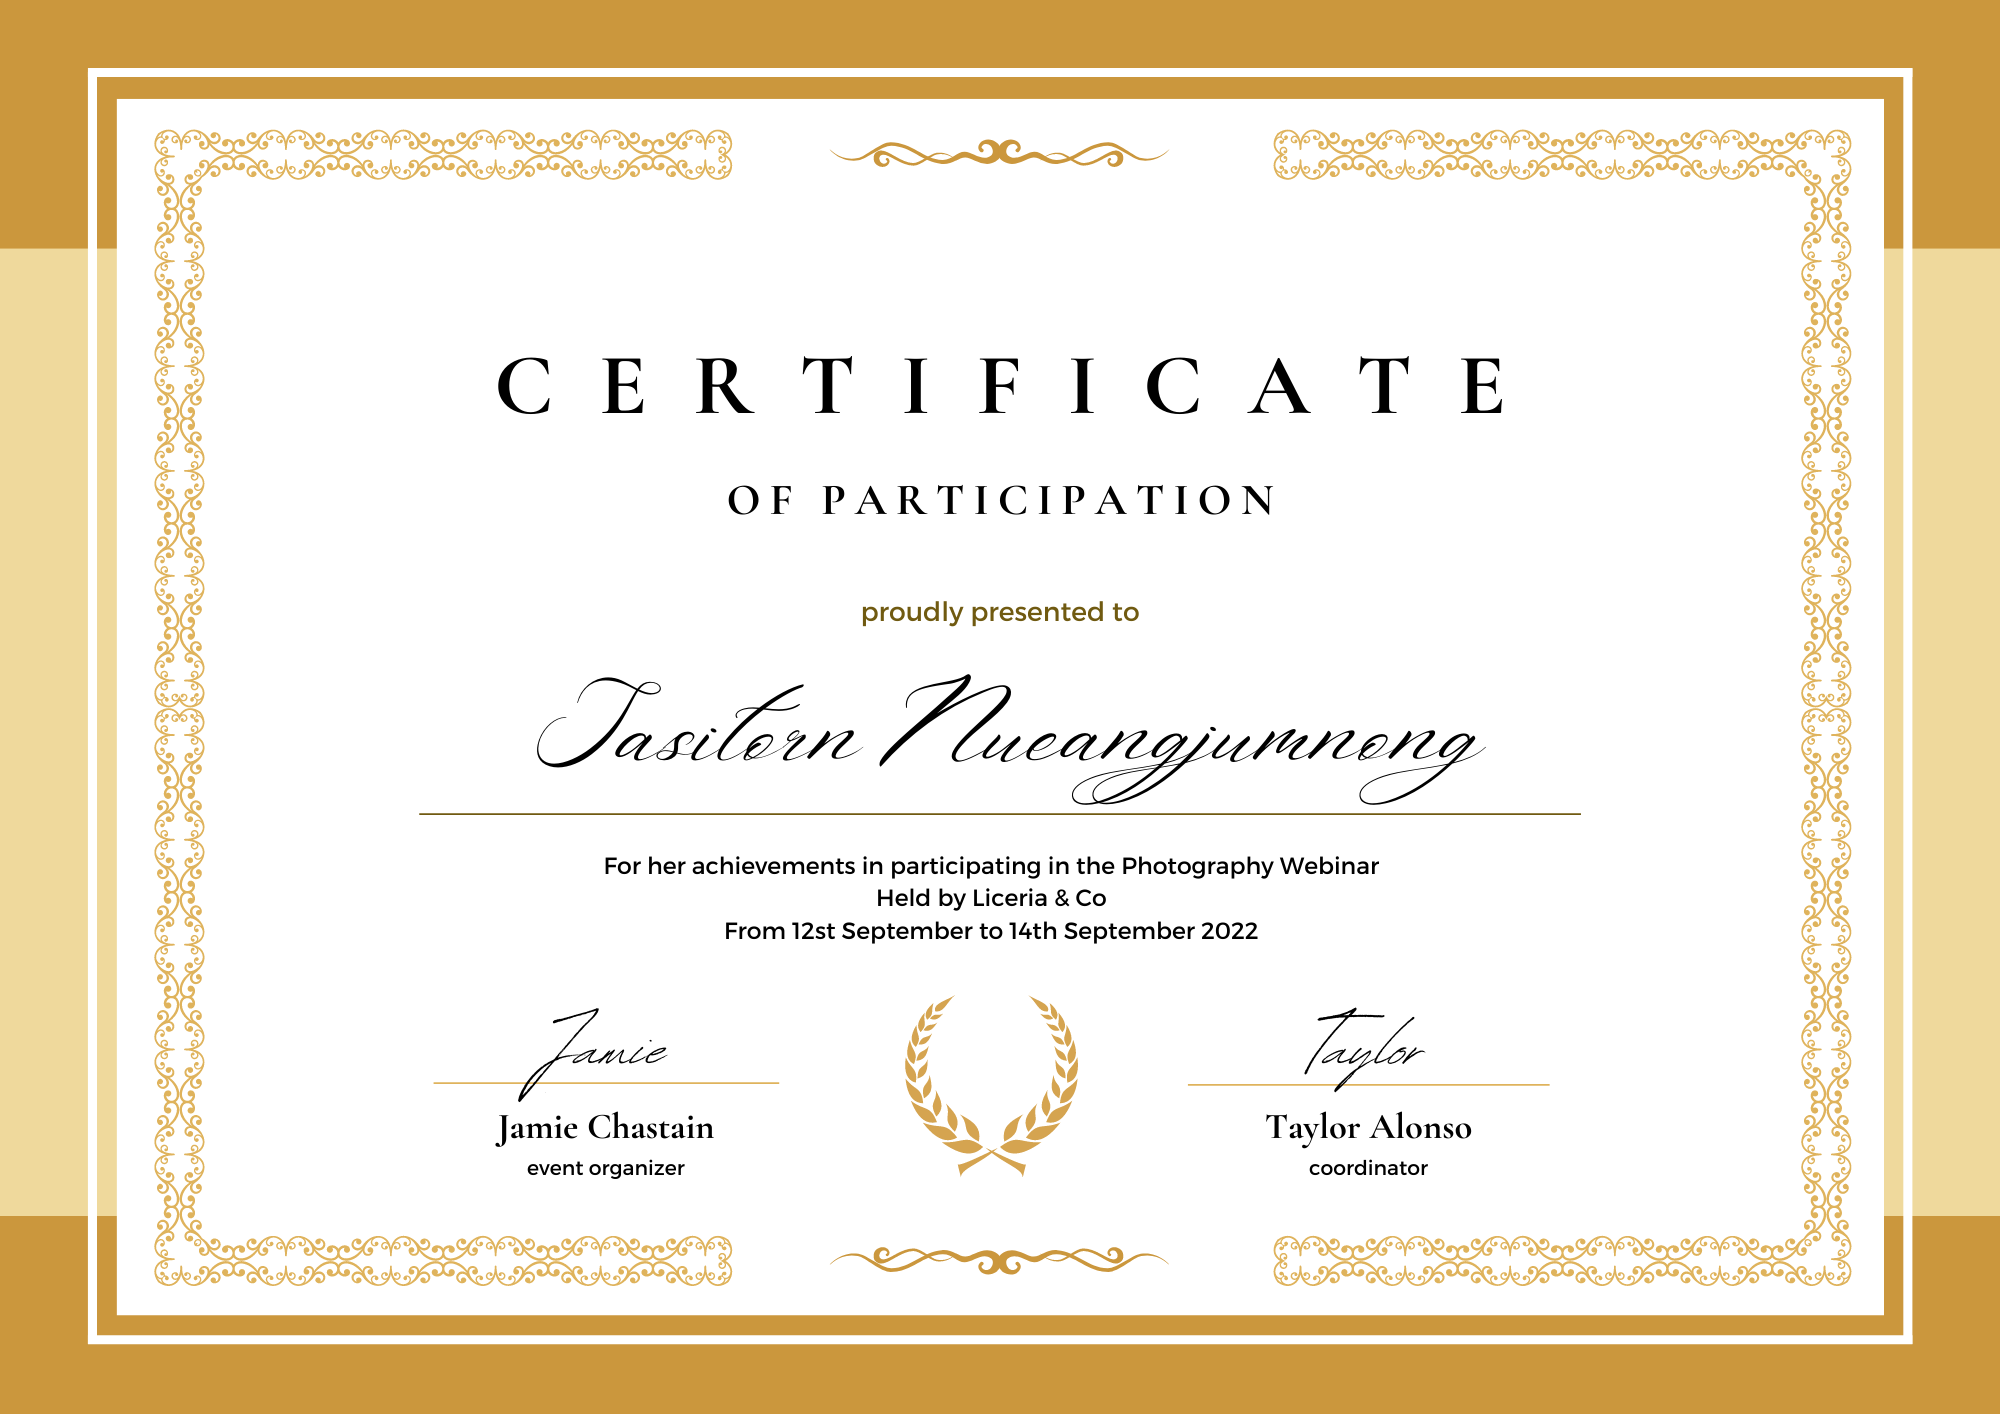 CERTIFICATE
OF PARTICIPATION
proudly presented to
Tasitorn Nueangjumnong
For her achievements in participating in the Photography Webinar
Held by Liceria & Co
From 12st September to 14th September 2022
Jamie
Taylor
Jamie Chastain
Taylor Alonso
event organizer
coordinator